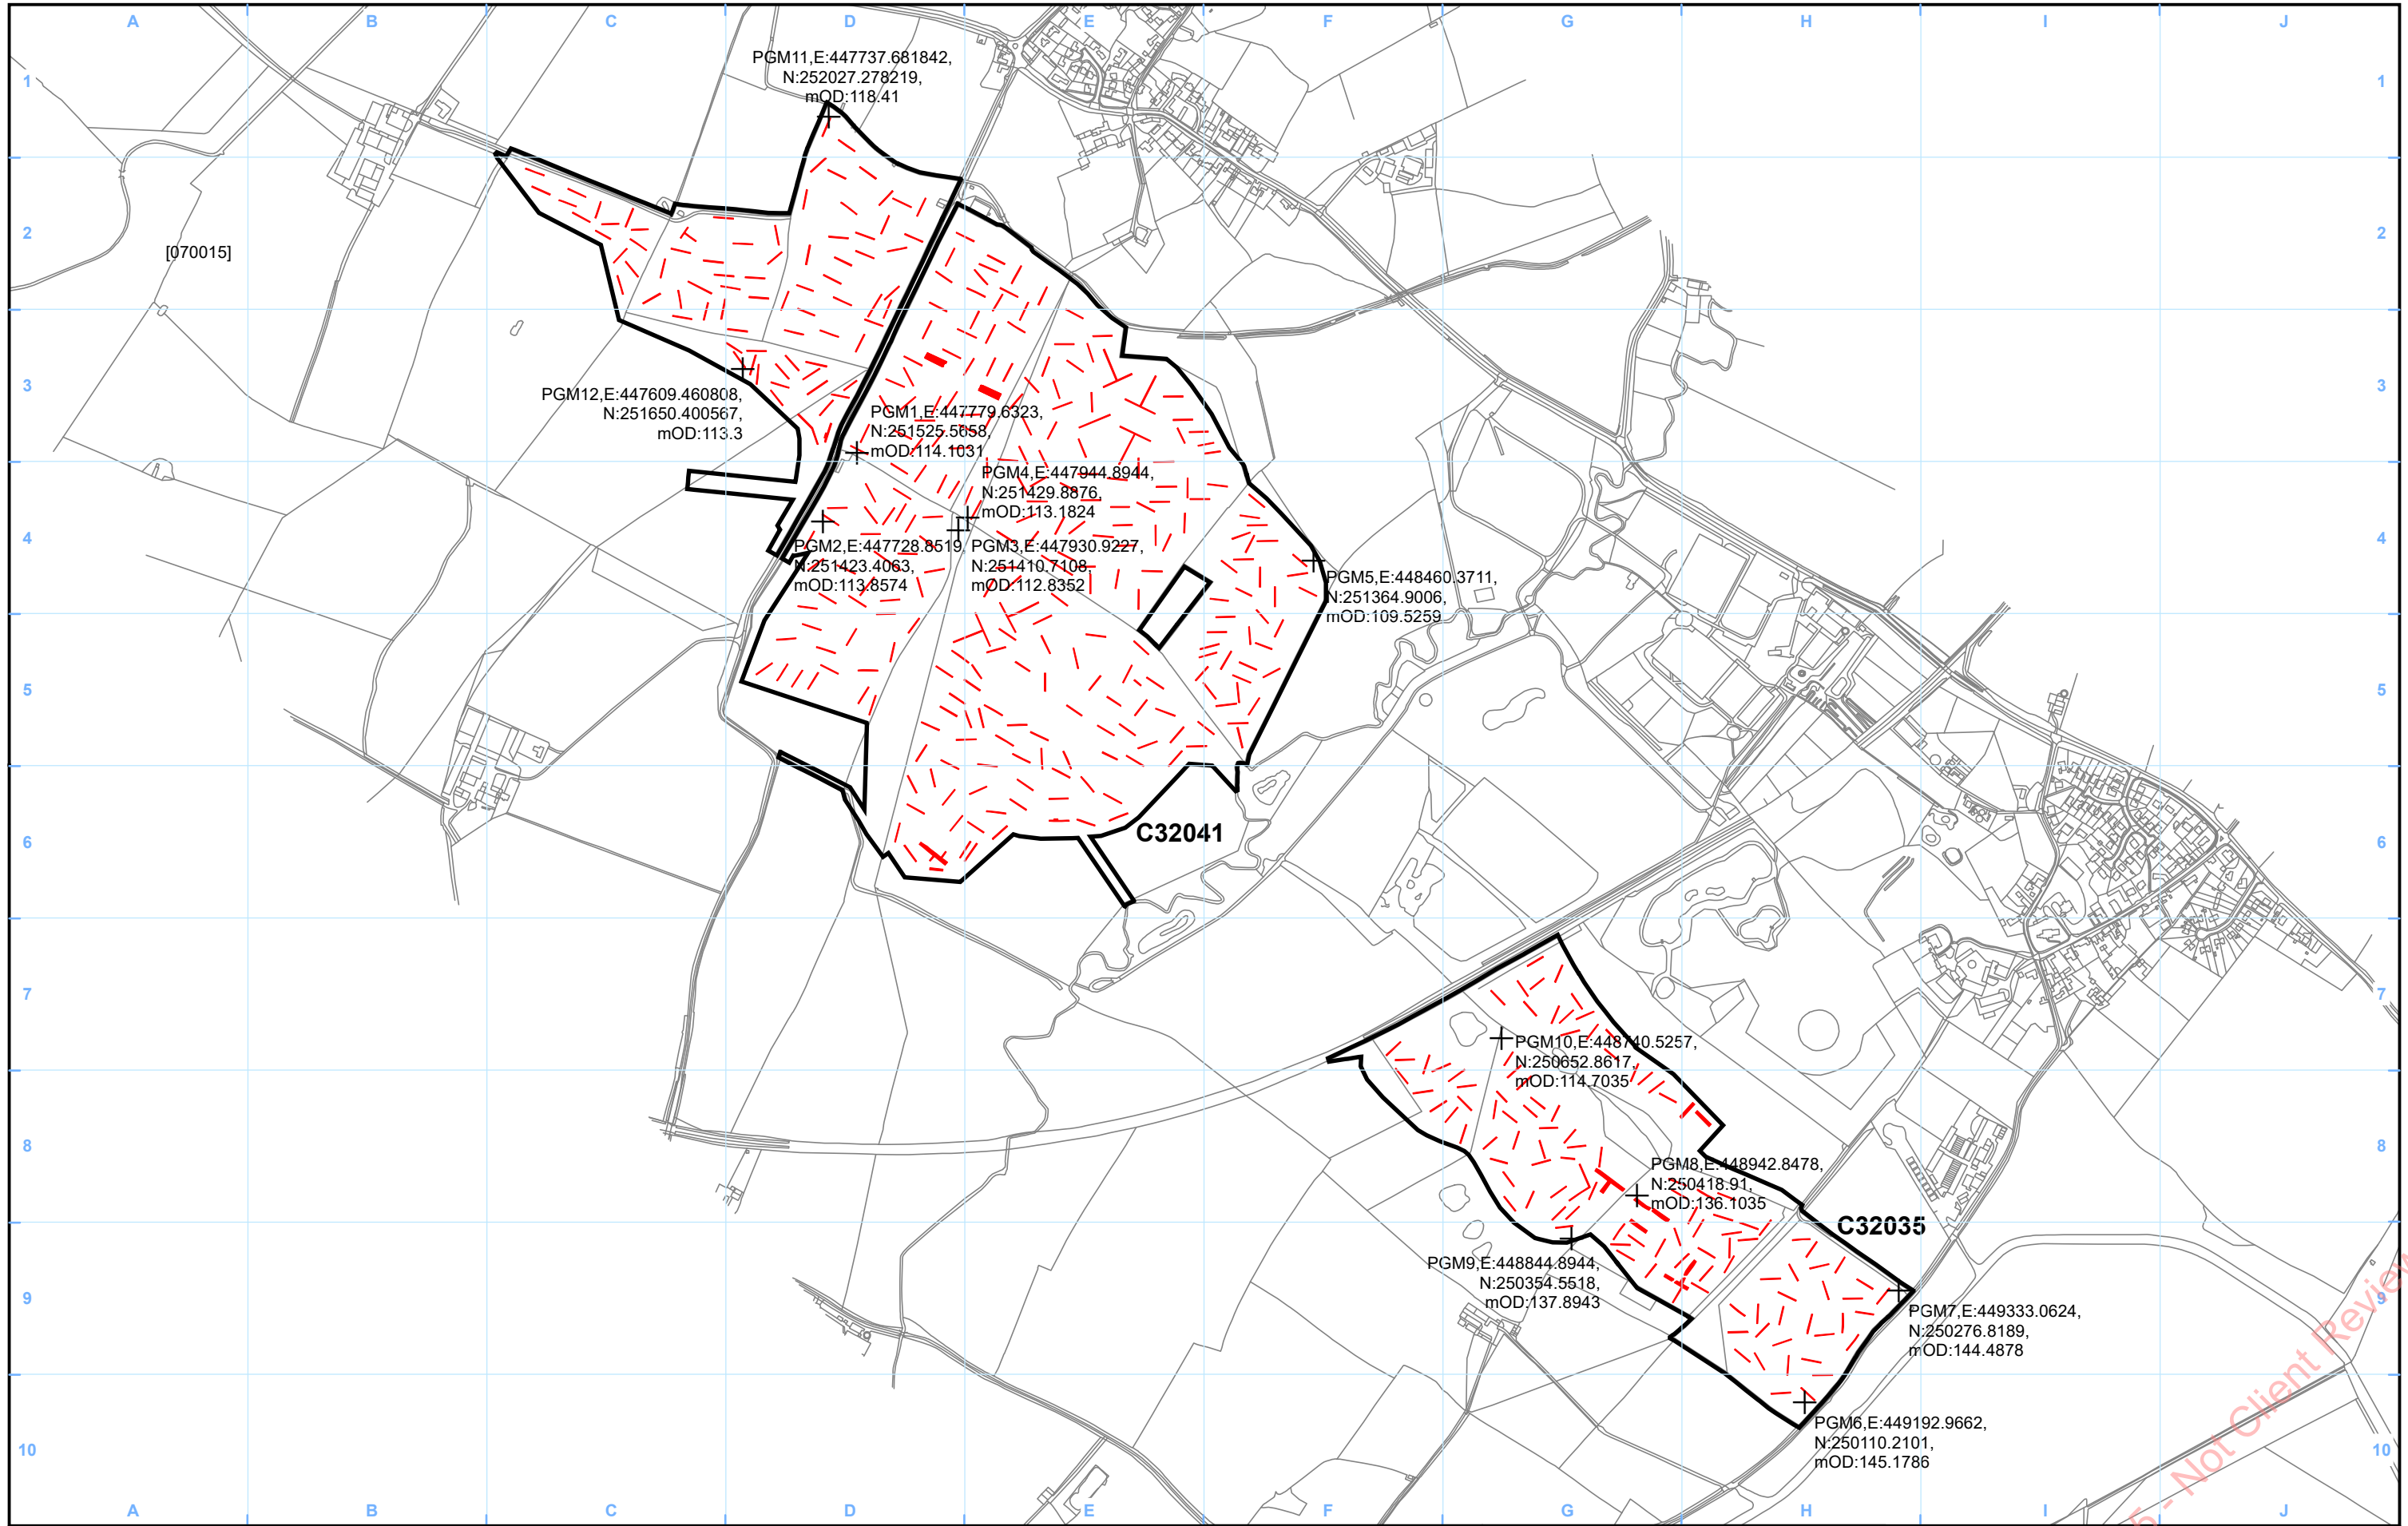 A B C D E F G H I J
PGM11,E:447737.681842,
N:252027.278219,
mOD:118.41
1 1
2 2
[070015]
3 3
PGM12,E:447609.460808,
N:251650.400567,
mOD:113.3
PGM1,E:447779.6323,
N:251525.5658,
mOD:114.1031
PGM4,E:447944.8944,
N:251429.8876,
mOD:113.1824
4 4
PGM2,E:447728.8519,
N:251423.4063,
mOD:113.8574
PGM3,E:447930.9227,
N:251410.7108,
mOD:112.8352
PGM5,E:448460.3711,
N:251364.9006,
mOD:109.5259
5 5
C32041
6 6
7 7
PGM10,E:448740.5257,
N:250652.8617,
mOD:114.7035
8 8
PGM8,E:448942.8478,
N:250418.91,
mOD:136.1035
C32035
PGM9,E:448844.8944,
N:250354.5518,
mOD:137.8943
9 9
PGM7,E:449333.0624,
N:250276.8189,
mOD:144.4878
PGM6,E:449192.9662,
N:250110.2101,
mOD:145.1786
10 10
- Not Client Review
A B C D E F G H I J